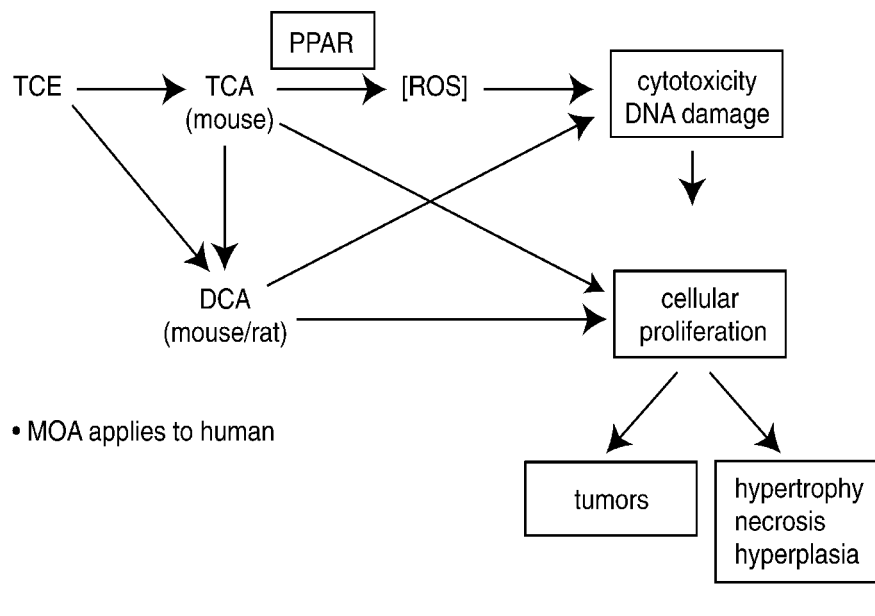 PPAR
TCE
TCA
(mouse)
[ROS]
cytotoxicity
DNA damage
DCA
(mouse/rat)
cellular
proliferation
• MOA applies to human
tumors
hypertrophy
necrosis
hyperplasia